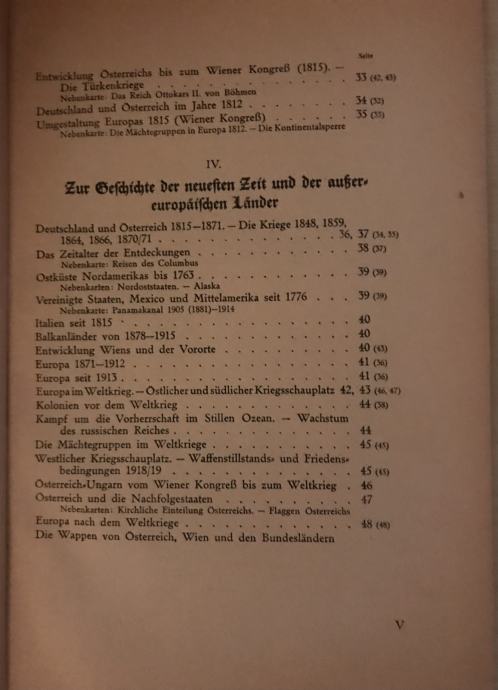 Seite
Entwicklung Österreichs bis zum Wiener Kongreß (1815). —
Die Türkenkriege . . . . . . . . . . . . 33 (42, 43)
Nebenkarte: Das Reich Ottokars II. von Böhmen
Deutschland und Österreich im Jahre 1812 . . . . . . . 34 (32)
Umgestaltung Europas 1815 (Wiener Kongreß) . . . . . . 35 (33)
Nebenkarte: Die Mächtegruppen in Europa 1812. — Die Kontinentalsperre
IV.
Zur Geschichte der neuesten Zeit und der außer-
europäischen Länder
Deutschland und Österreich 1815—1871. — Die Kriege 1848, 1859,
1864, 1866, 1870/71 . . . . . . . . . . . . 36, 37 (34, 35)
Das Zeitalter der Entdeckungen . . . . . . . . . . 38 (37)
Nebenkarte: Reisen des Columbus
Ostküste Nordamerikas bis 1763 . . . . . . . . . . 39 (39)
Nebenkarten: Nordoststaaten. — Alaska
Vereinigte Staaten, Mexico und Mittelamerika seit 1776 . . . 39 (39)
Nebenkarte: Panamakanal 1905 (1881)—1914
Italien seit 1815 . . . . . . . . . . . . . . . 40
Balkanländer von 1878—1915 . . . . . . . . . . . 40
Entwicklung Wiens und der Vororte . . . . . . . . . 40 (43)
Europa 1871—1912 . . . . . . . . . . . . . . 41 (36)
Europa seit 1913 . . . . . . . . . . . . . . . 41 (36)
Europa im Weltkrieg. — Östlicher und südlicher Kriegsschauplatz 42, 43 (46, 47)
Kolonien vor dem Weltkrieg . . . . . . . . . . . 44 (38)
Kampf um die Vorherrschaft im Stillen Ozean. — Wachstum
des russischen Reiches . . . . . . . . . . . . 44
Die Mächtegruppen im Weltkriege . . . . . . . . . 45 (45)
Westlicher Kriegsschauplatz. — Waffenstillstands- und Friedens-
bedingungen 1918/19 . . . . . . . . . . . . 45 (45)
Österreich-Ungarn vom Wiener Kongreß bis zum Weltkrieg . 46
Österreich und die Nachfolgestaaten . . . . . . . . 47
Nebenkarten: Kirchliche Einteilung Österreichs. — Flaggen Österreichs
Europa nach dem Weltkriege . . . . . . . . . . . 48 (48)
Die Wappen von Österreich, Wien und den Bundesländern
V